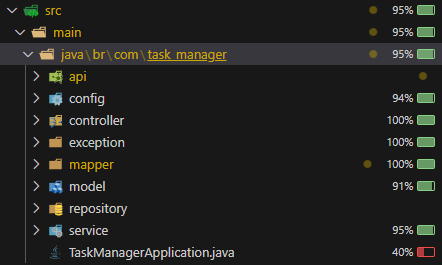 src 95%
main 95%
java\br\com\task_manager 95%
api
config 94%
controller 100%
exception 100%
mapper 100%
model 91%
repository
service 95%
TaskManagerApplication.java 40%